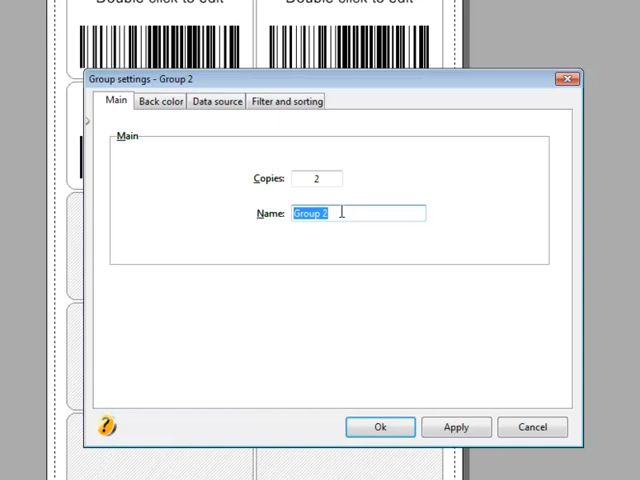 Double click to edit
Double click to edit
Group settings - Group 2
Main
Back color
Data source
Filter and sorting
Main
Copies: 2
Name: Group 2
Ok
Apply
Cancel